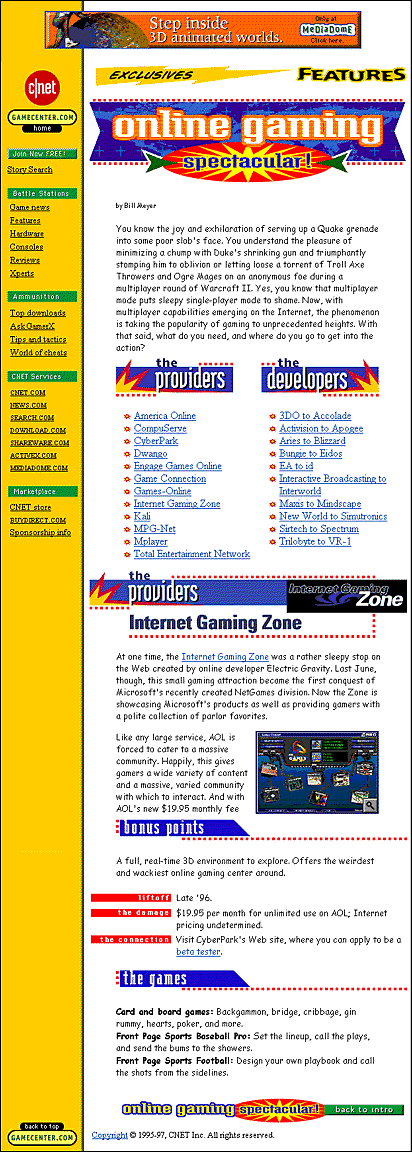 Step inside
3D animated worlds.
Only at
MEDIADOME
Click here.
c|net
GAMECENTER.COM
home
Join Now FREE!
Story Search
Battle Stations
Game news
Features
Hardware
Consoles
Reviews
Xperts
Ammunition
Top downloads
Ask GamerX
Tips and tactics
World of cheats
CNET Services
CNET.COM
NEWS.COM
SEARCH.COM
DOWNLOAD.COM
SHAREWARE.COM
ACTIVEX.COM
MEDIADOME.COM
Marketplace
CNET store
BUYDIRECT.COM
Sponsorship info
EXCLUSIVES
FEATURES
online gaming
spectacular!
by Bill Meyer
You know the joy and exhilaration of serving up a Quake grenade
into some poor slob's face. You understand the pleasure of
minimizing a chump with Duke's shrinking gun and triumphantly
stomping him to oblivion or letting loose a torrent of Troll Axe
Throwers and Ogre Mages on an anonymous foe during a
multiplayer round of Warcraft II. Yes, you know that multiplayer
mode puts sleepy single-player mode to shame. Now, with
multiplayer capabilities emerging on the Internet, the phenomenon
is taking the popularity of gaming to unprecedented heights. With
that said, what do you need, and where do you go to get into the
action?
the
providers
America Online
CompuServe
CyberPark
Dwango
Engage Games Online
Game Connection
Games-Online
Internet Gaming Zone
Kali
MPG-Net
Mplayer
Total Entertainment Network
the
developers
3DO to Accolade
Activision to Apogee
Aries to Blizzard
Bungie to Eidos
EA to id
Interactive Broadcasting to
Interworld
Maxis to Mindscape
New World to Simutronics
Sirtech to Spectrum
Trilobyte to VR-1
the
providers
Internet Gaming
Zone
Internet Gaming Zone
At one time, the Internet Gaming Zone was a rather sleepy stop on
the Web created by online developer Electric Gravity. Last June,
though, this small gaming attraction became the first conquest of
Microsoft's recently created NetGames division. Now the Zone is
showcasing Microsoft's products as well as providing gamers with
a polite collection of parlor favorites.
Like any large service, AOL is
forced to cater to a massive
community. Happily, this gives
gamers a wide variety of content
and a massive, varied community
with which to interact. And with
AOL's new $19.95 monthly fee
bonus points
A full, real-time 3D environment to explore. Offers the weirdest
and wackiest online gaming center around.
liftoff Late '96.
the damage $19.95 per month for unlimited use on AOL; Internet
pricing undetermined.
the connection Visit CyberPark's Web site, where you can apply to be a
beta tester.
the games
Card and board games: Backgammon, bridge, cribbage, gin
rummy, hearts, poker, and more.
Front Page Sports Baseball Pro: Set the lineup, call the plays,
and send the bums to the showers.
Front Page Sports Football: Design your own playbook and call
the shots from the sidelines.
online gaming spectacular! back to intro
back to top
GAMECENTER.COM
Copyright © 1995-97, CNET Inc. All rights reserved.